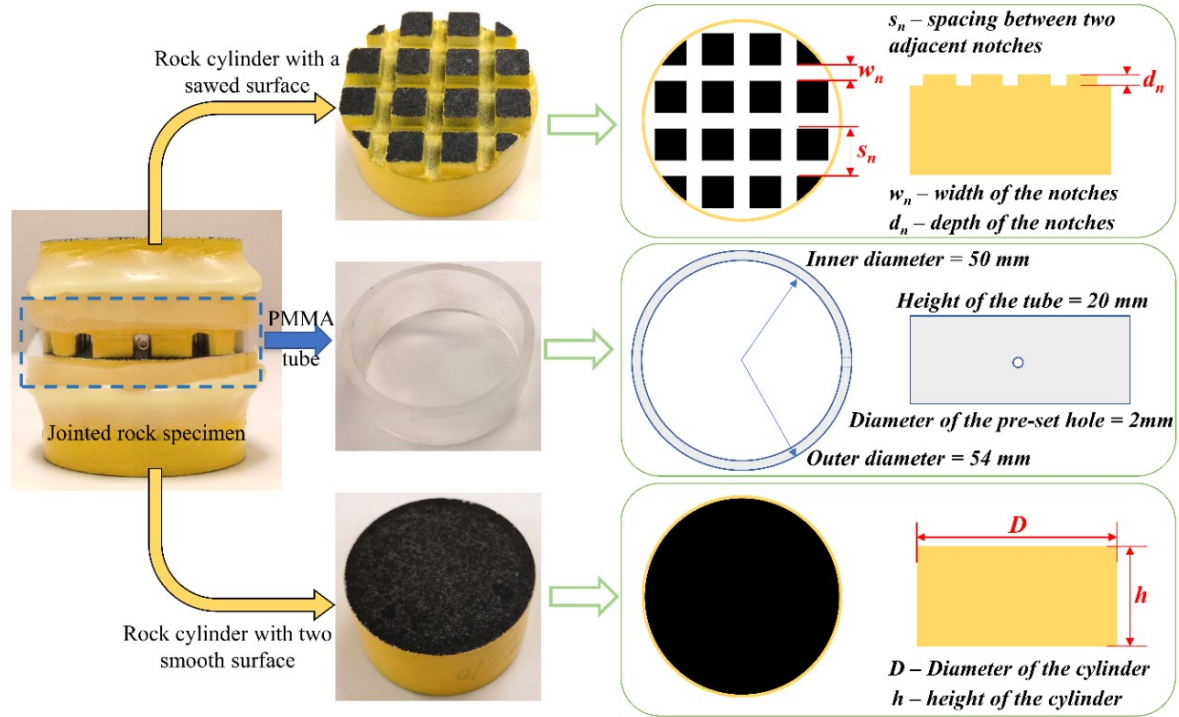 Rock cylinder with a
sawed surface
s_n – spacing between two
adjacent notches
w_n
s_n
d_n
w_n – width of the notches
d_n – depth of the notches
PMMA
tube
Jointed rock specimen
Inner diameter = 50 mm
Height of the tube = 20 mm
Diameter of the pre-set hole = 2mm
Outer diameter = 54 mm
Rock cylinder with two
smooth surface
D
h
D – Diameter of the cylinder
h – height of the cylinder